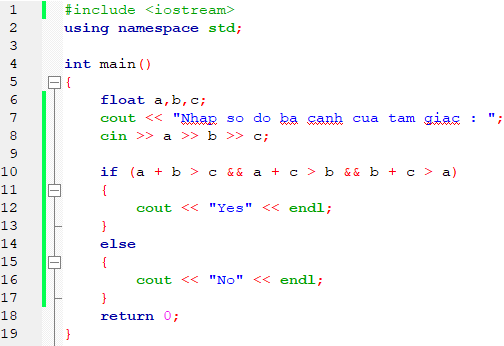 1 #include <iostream>
2 using namespace std;
3
4 int main()
5 {
6 float a,b,c;
7 cout << "Nhap so do ba canh cua tam giac : ";
8 cin >> a >> b >> c;
9
10 if (a + b > c && a + c > b && b + c > a)
11 {
12 cout << "Yes" << endl;
13 }
14 else
15 {
16 cout << "No" << endl;
17 }
18 return 0;
19 }